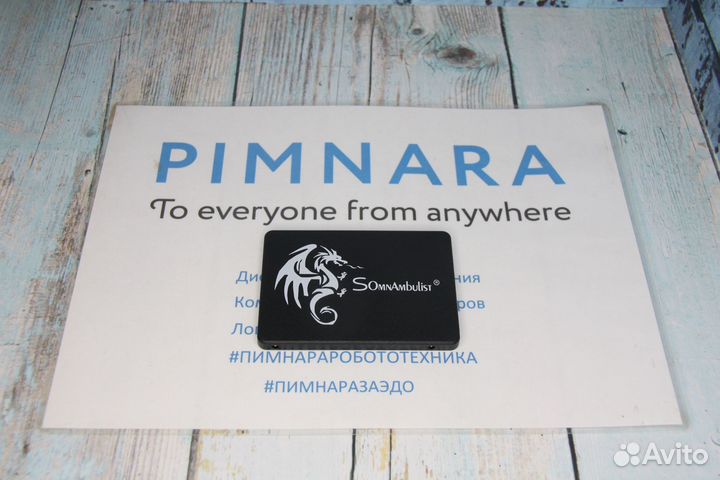 PIMNARA
To everyone from anywhere
SOmnAmbulist®
#ПИМНАРАРОБОТОТЕХНИКА
#ПИМНАРАЗАЭДО
Avito